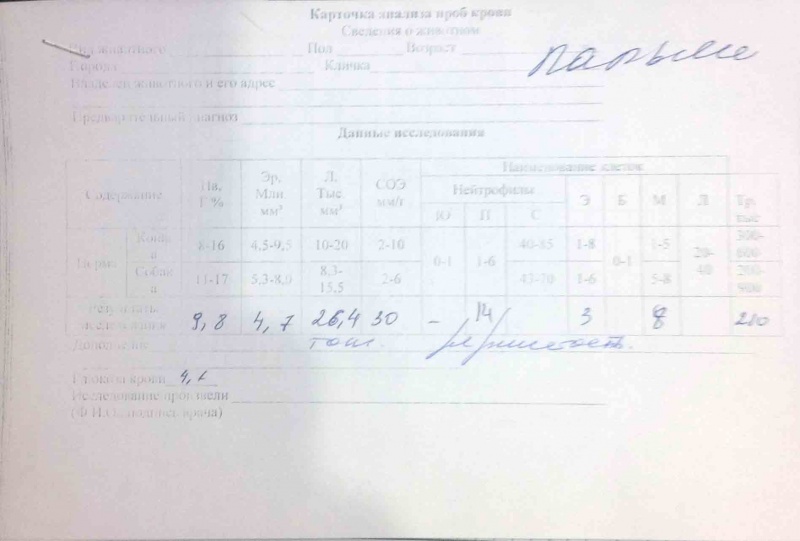 Карточка анализа проб крови
Сведения о животном
Вид животного Пол Возраст
Порода Кличка
Владелец животного и его адрес
Предварительный диагноз
Данные исследования
Содержание Нв, Г % Эр, Млн мм³ Л, Тыс. мм³ СОЭ мм/г Наименование клеток Тр. тыс
Нейтрофилы Э Б М Л
Ю П С
Норма Кошка 8-16 4,5-9,5 10-20 2-10 0-1 1-6 40-85 1-8 0-1 1-5 20-40 300-600
Собака 11-17 5,3-8,0 8,3-15,5 2-6 43-70 1-6 5-8 200-900
Результаты исследования 9,8 4,7 26,4 30 - 14 3 8 210
Дополнения
Глюкоза крови
Исследование произвели
(Ф.И.О., подпись врача)